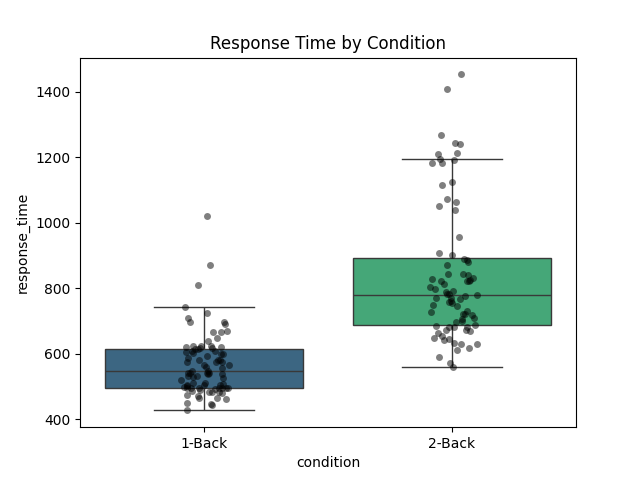 Response Time by Condition
1400
1200
1000
800
600
400
response_time
1-Back
2-Back
condition